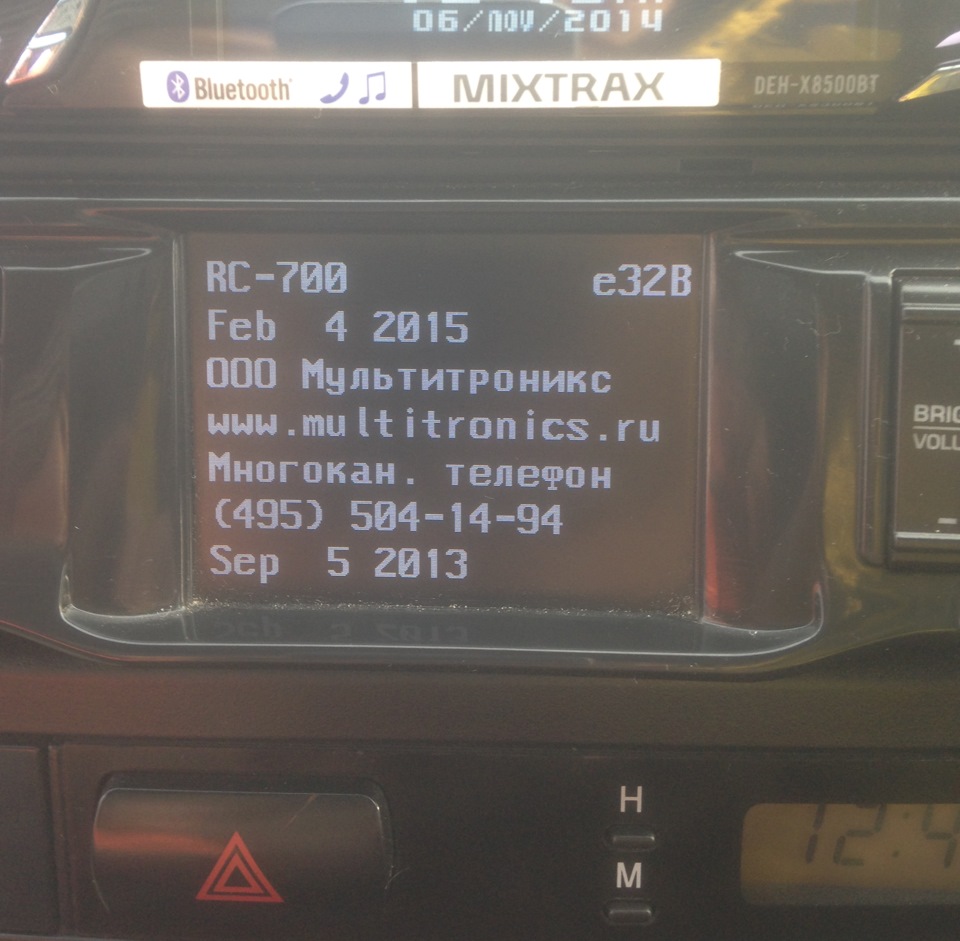 06/NOV/2014
Bluetooth MIXTRAX DEH-X8500BT
RC-700 e32B
Feb 4 2015
ООО Мультитроникс
www.multitronics.ru
Многокан. телефон
(495) 504-14-94
Sep 5 2013
H
M